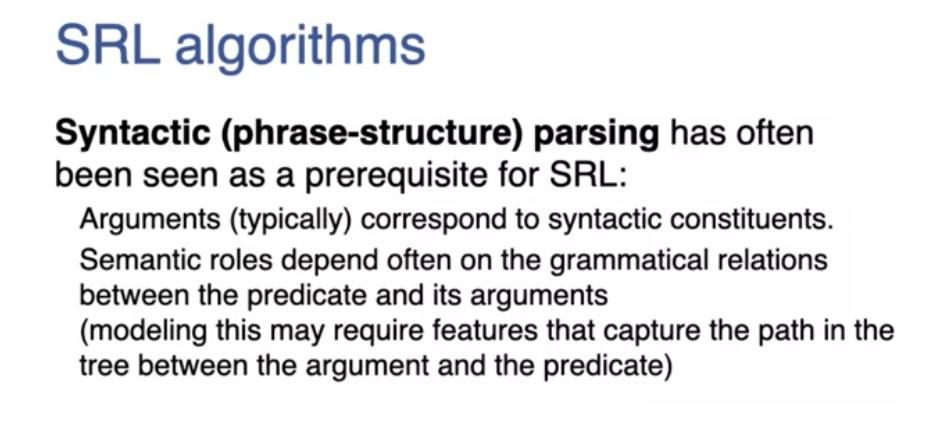 SRL algorithms
Syntactic (phrase-structure) parsing has often
been seen as a prerequisite for SRL:
Arguments (typically) correspond to syntactic constituents.
Semantic roles depend often on the grammatical relations
between the predicate and its arguments
(modeling this may require features that capture the path in the
tree between the argument and the predicate)